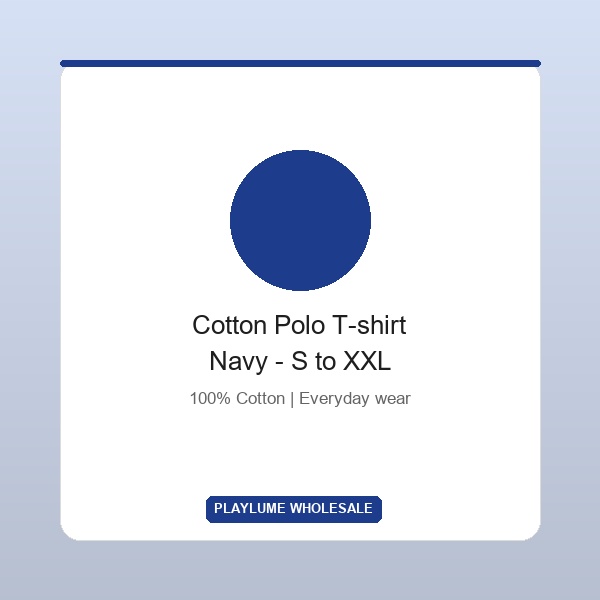 Cotton Polo T-shirt
Navy - S to XXL
100% Cotton | Everyday wear
PLAYLUME WHOLESALE